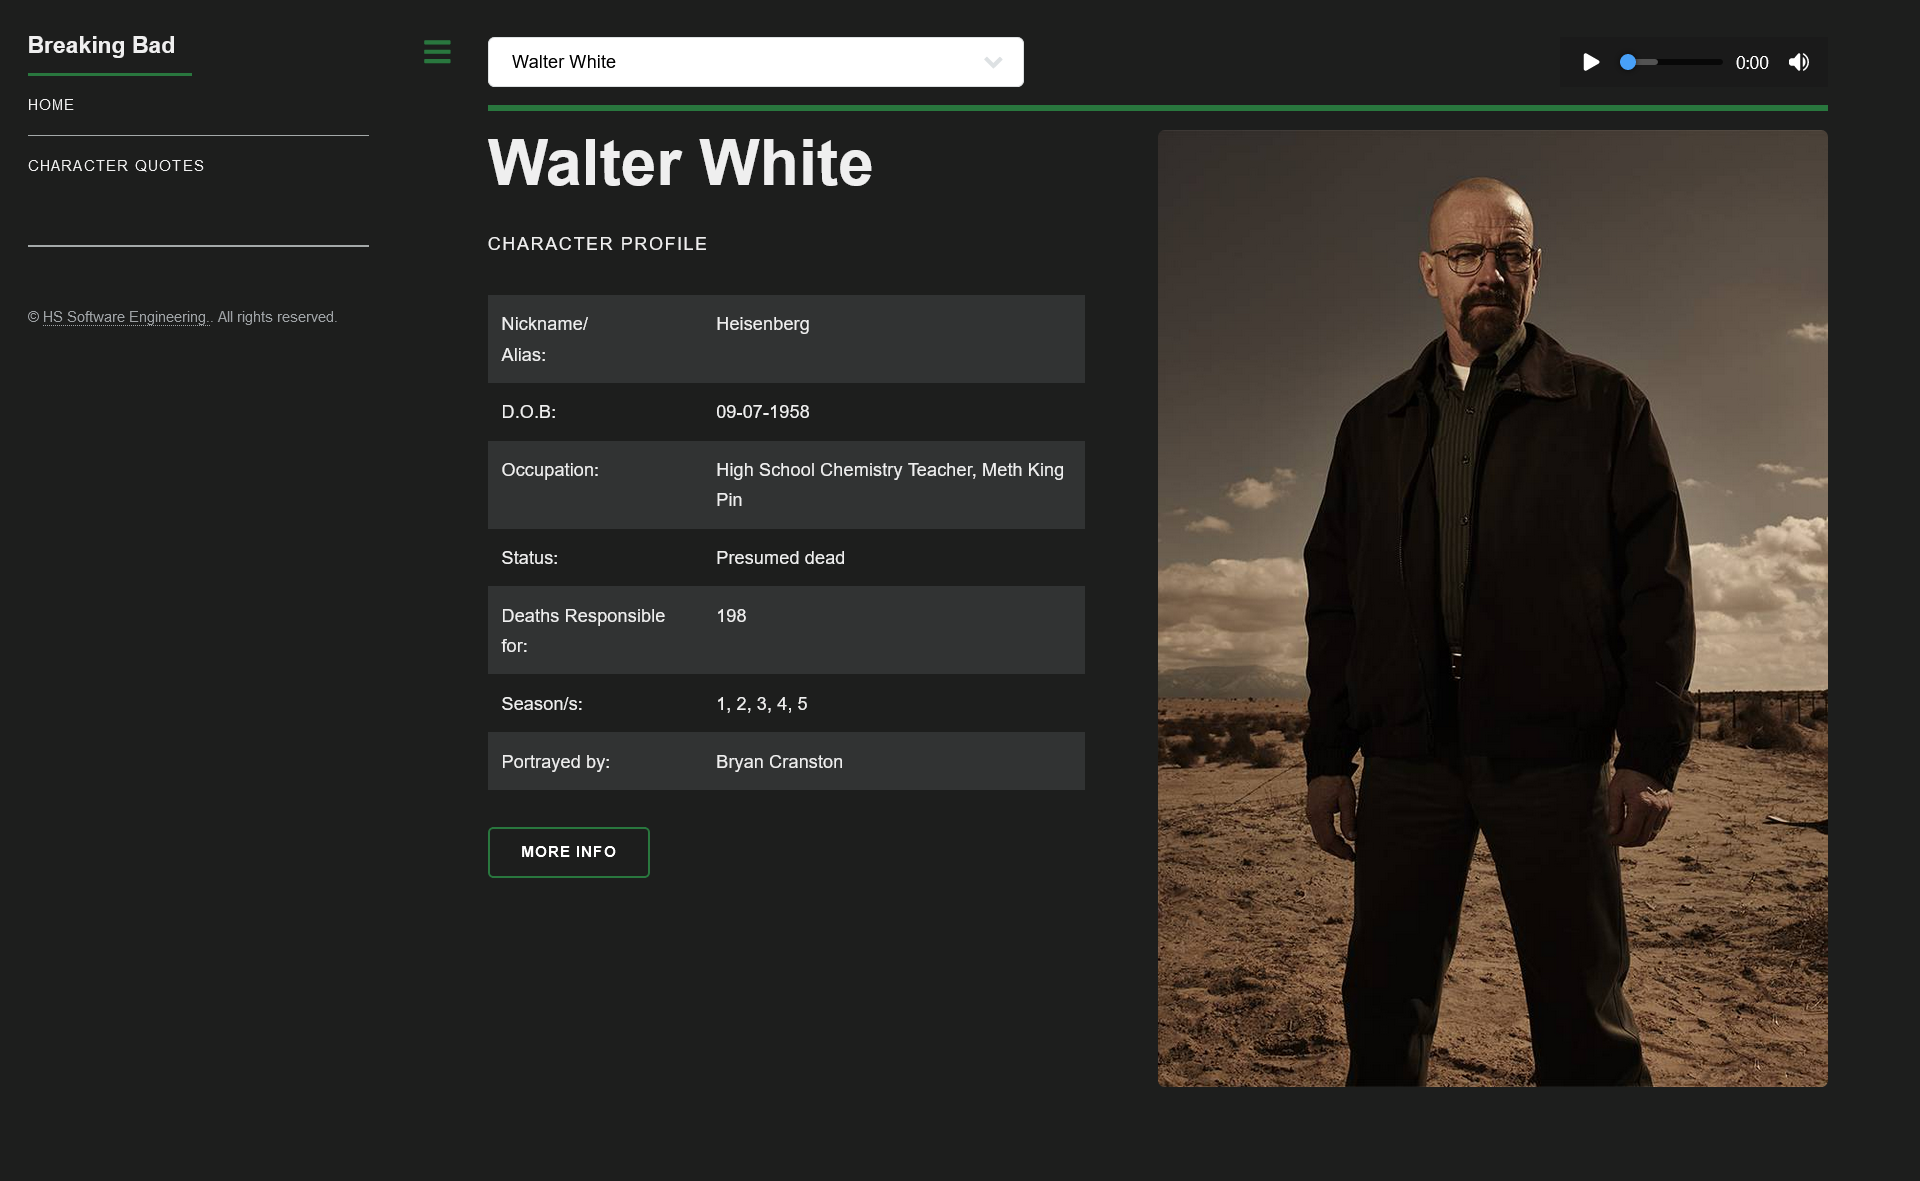 Breaking Bad
HOME
CHARACTER QUOTES
© HS Software Engineering.. All rights reserved.
Walter White
0:00
Walter White
CHARACTER PROFILE
Nickname/ Heisenberg
Alias:
D.O.B: 09-07-1958
Occupation: High School Chemistry Teacher, Meth King
Pin
Status: Presumed dead
Deaths Responsible 198
for:
Season/s: 1, 2, 3, 4, 5
Portrayed by: Bryan Cranston
MORE INFO